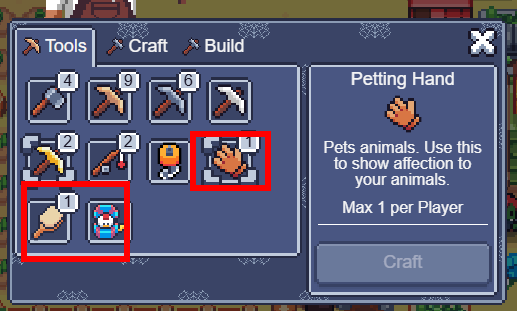 Tools
Craft
Build
4
9
6
2
2
1
1
Petting Hand
Pets animals. Use this
to show affection to
your animals.
Max 1 per Player
Craft